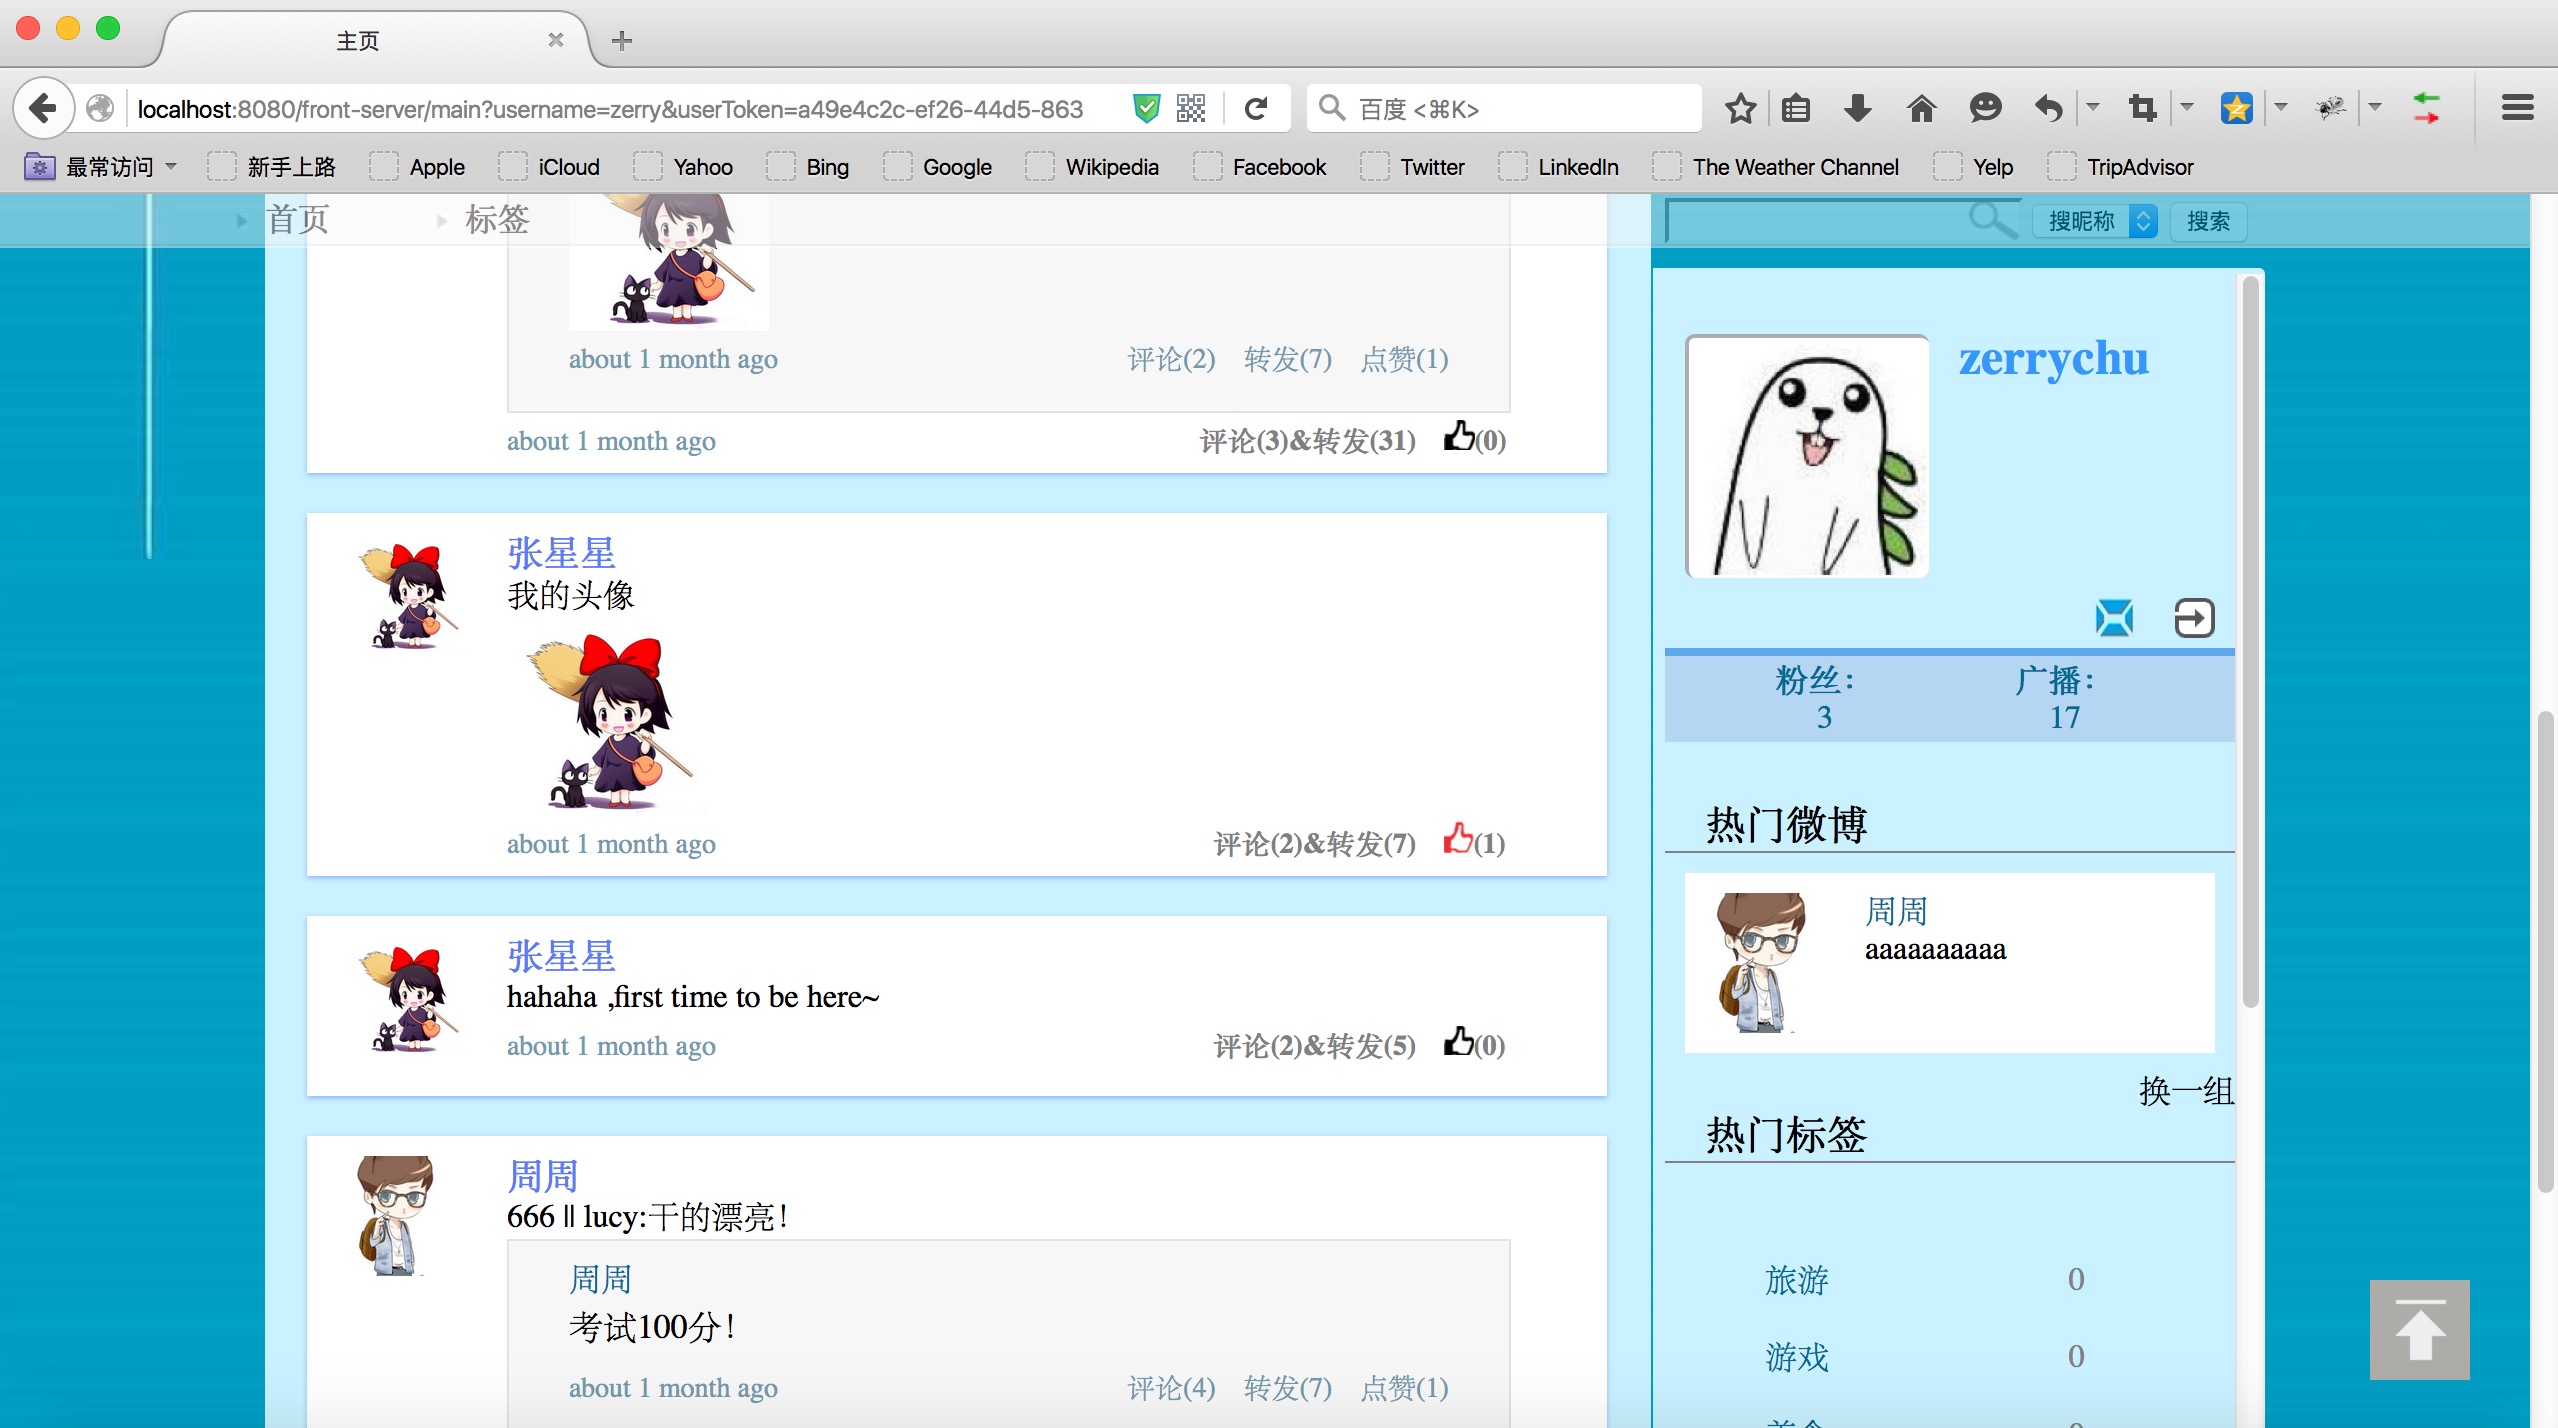 主页
localhost:8080/front-server/main?username=zerry&userToken=a49e4c2c-ef26-44d5-863
百度 <⌘K>
最常访问 新手上路 Apple iCloud Yahoo Bing Google Wikipedia Facebook Twitter LinkedIn The Weather Channel Yelp TripAdvisor
首页 标签
搜昵称 搜索
about 1 month ago 评论(2) 转发(7) 点赞(1)
about 1 month ago 评论(3)&转发(31) (0)
张星星
我的头像
about 1 month ago 评论(2)&转发(7) (1)
张星星
hahaha ,first time to be here~
about 1 month ago 评论(2)&转发(5) (0)
周周
666 || lucy:干的漂亮!
周周
考试100分!
about 1 month ago 评论(4) 转发(7) 点赞(1)
zerrychu
粉丝: 广播:
3 17
热门微博
周周
aaaaaaaaaa
换一组
热门标签
旅游 0
游戏 0